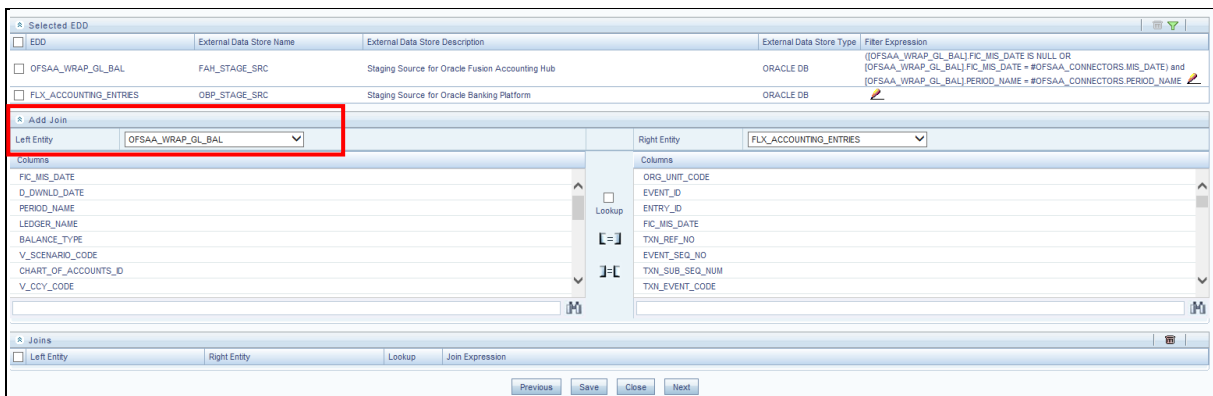 Selected EDD
EDD External Data Store Name External Data Store Description External Data Store Type Filter Expression
([OFSAA_WRAP_GL_BAL].FIC_MIS_DATE IS NULL OR
OFSAA_WRAP_GL_BAL FAH_STAGE_SRC Staging Source for Oracle Fusion Accounting Hub ORACLE DB [OFSAA_WRAP_GL_BAL].FIC_MIS_DATE = #OFSAA_CONNECTORS.MIS_DATE) and
[OFSAA_WRAP_GL_BAL].PERIOD_NAME = #OFSAA_CONNECTORS.PERIOD_NAME
FLX_ACCOUNTING_ENTRIES OBP_STAGE_SRC Staging Source for Oracle Banking Platform ORACLE DB
Add Join
Left Entity OFSAA_WRAP_GL_BAL Right Entity FLX_ACCOUNTING_ENTRIES
Columns Columns
FIC_MIS_DATE ORG_UNIT_CODE
D_DWNLD_DATE EVENT_ID
PERIOD_NAME Lookup ENTRY_ID
LEDGER_NAME FIC_MIS_DATE
BALANCE_TYPE TXN_REF_NO
V_SCENARIO_CODE EVENT_SEQ_NO
CHART_OF_ACCOUNTS_ID TXN_SUB_SEQ_NUM
V_CCY_CODE TXN_EVENT_CODE
Joins
Left Entity Right Entity Lookup Join Expression
Previous Save Close Next